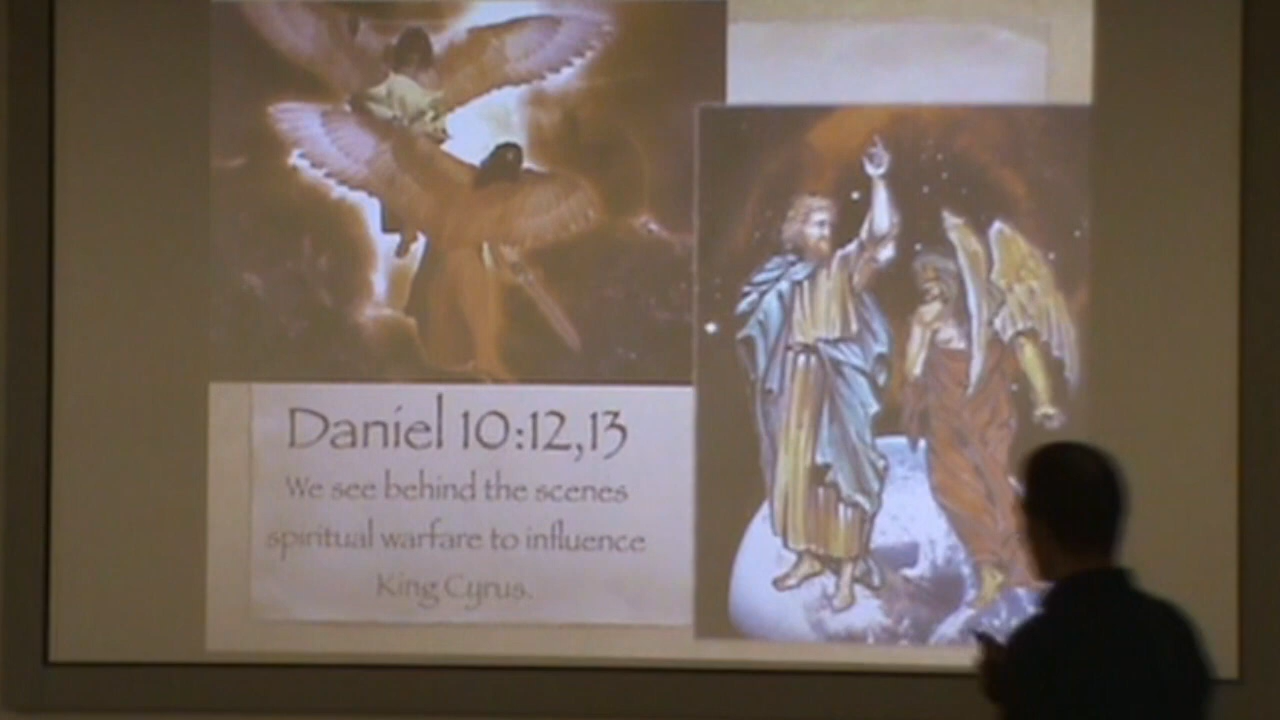 Daniel 10:12,13
We see behind the scenes
spiritual warfare to influence
King Cyrus.